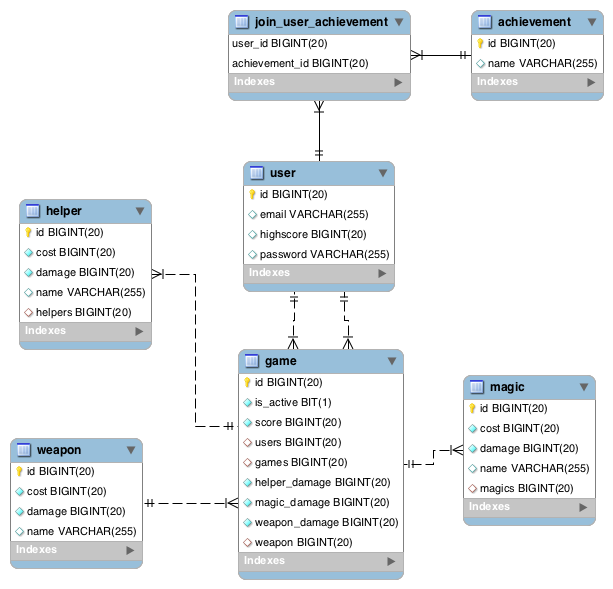 join_user_achievement
user_id BIGINT(20)
achievement_id BIGINT(20)
Indexes
achievement
id BIGINT(20)
name VARCHAR(255)
Indexes
user
id BIGINT(20)
email VARCHAR(255)
highscore BIGINT(20)
password VARCHAR(255)
Indexes
helper
id BIGINT(20)
cost BIGINT(20)
damage BIGINT(20)
name VARCHAR(255)
helpers BIGINT(20)
Indexes
game
id BIGINT(20)
is_active BIT(1)
score BIGINT(20)
users BIGINT(20)
games BIGINT(20)
helper_damage BIGINT(20)
magic_damage BIGINT(20)
weapon_damage BIGINT(20)
weapon BIGINT(20)
Indexes
magic
id BIGINT(20)
cost BIGINT(20)
damage BIGINT(20)
name VARCHAR(255)
magics BIGINT(20)
Indexes
weapon
id BIGINT(20)
cost BIGINT(20)
damage BIGINT(20)
name VARCHAR(255)
Indexes